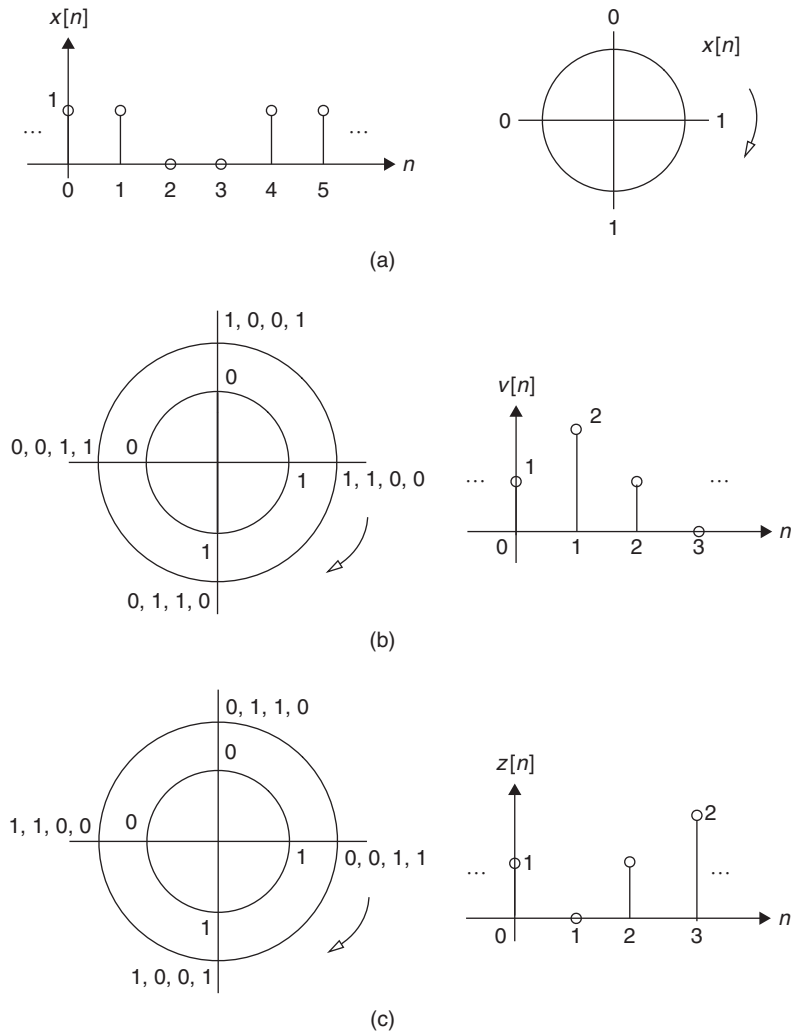 x[n]
1
...
...
n
0 1 2 3 4 5
0
x[n]
0
1
1
(a)
1, 0, 0, 1
0
0, 0, 1, 1
0
1
1, 1, 0, 0
1
0, 1, 1, 0
v[n]
2
1
...
...
0 1 2 3
n
(b)
0, 1, 1, 0
0
1, 1, 0, 0
0
1
0, 0, 1, 1
1
1, 0, 0, 1
z[n]
2
1
...
...
0 1 2 3
n
(c)